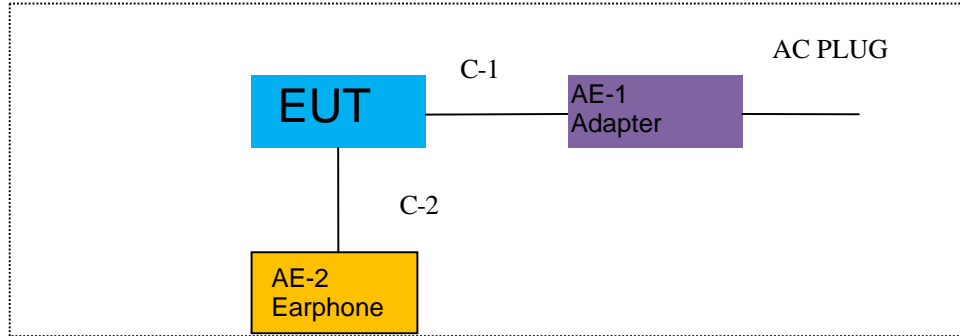 AC PLUG
C-1
EUT
AE-1
Adapter
C-2
AE-2
Earphone